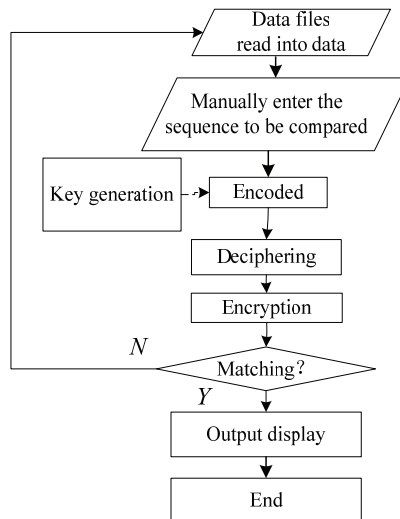 Data files
read into data
Manually enter the
sequence to be compared
Key generation
Encoded
Deciphering
Encryption
N
Matching？
Y
Output display
End